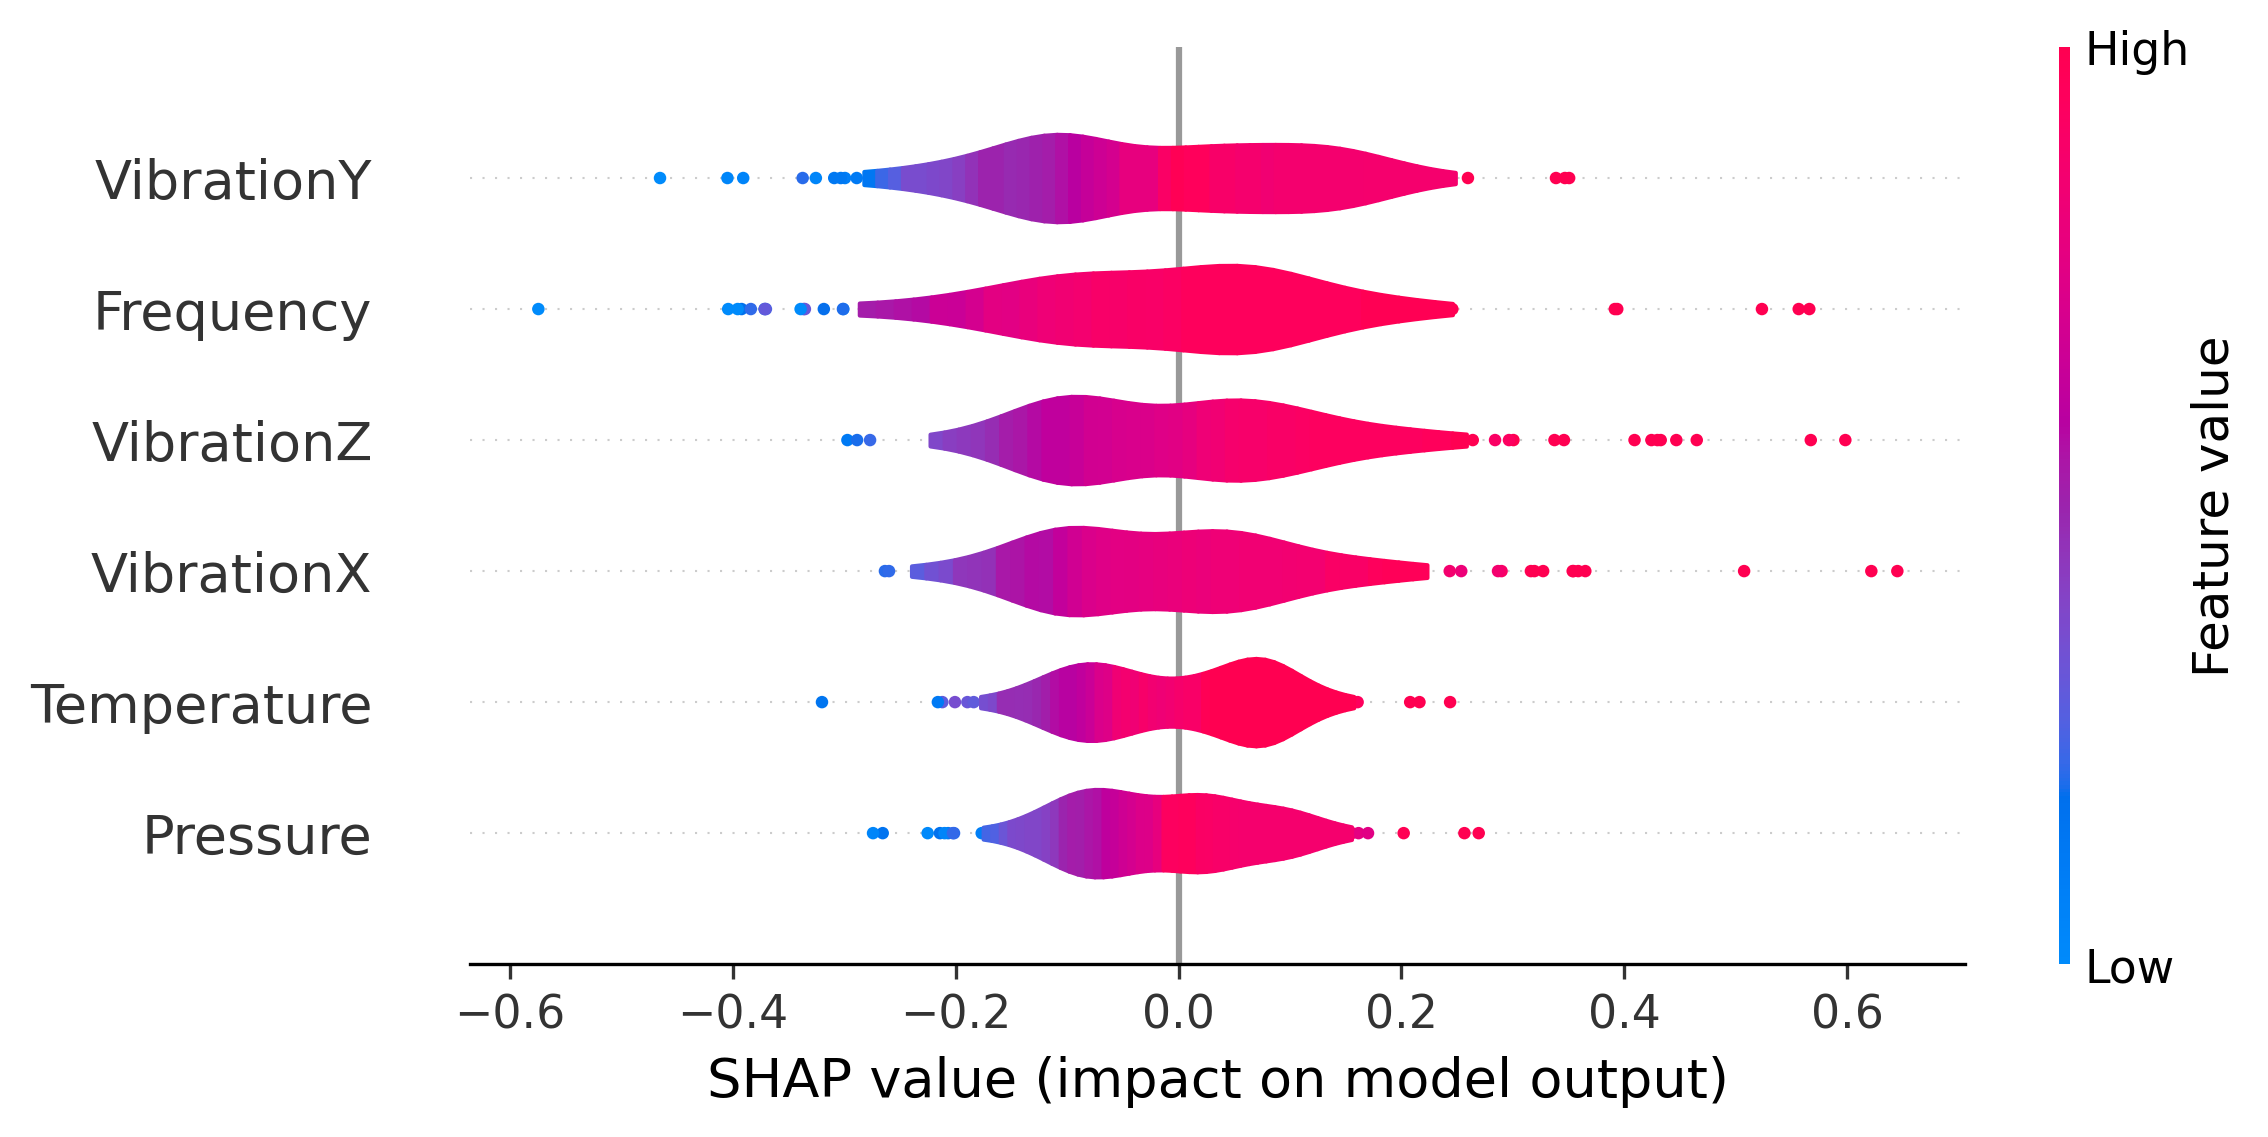 High
VibrationY
Frequency
VibrationZ
VibrationX
Temperature
Pressure
Feature value
Low
−0.6 −0.4 −0.2 0.0 0.2 0.4 0.6
SHAP value (impact on model output)